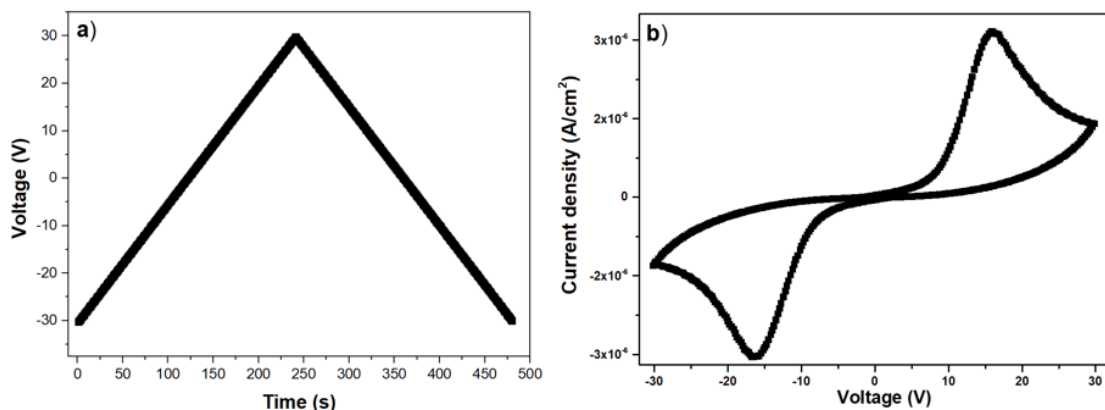 a)
30
20
10
0
-10
-20
-30
Voltage (V)
0 50 100 150 200 250 300 350 400 450 500
Time (s)
b)
3x10⁻⁶
2x10⁻⁶
0
-2x10⁻⁶
-3x10⁻⁶
Current density (A/cm²)
-30 -20 -10 0 10 20 30
Voltage (V)